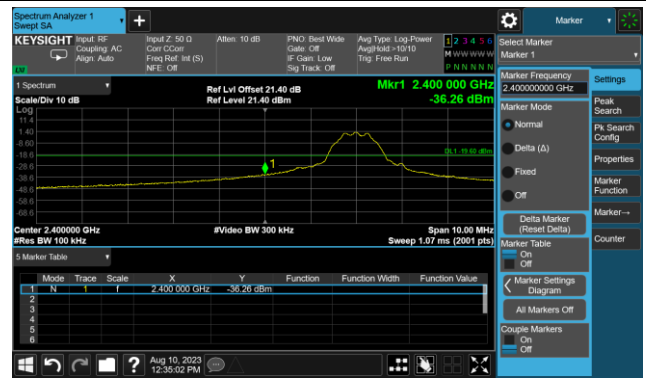 Spectrum Analyzer 1
Swept SA
Marker
KEYSIGHT
Input: RF
Coupling: AC
Align: Auto
Input Z: 50 Ω
Corr CCorr
Freq Ref: Int (S)
NFE: Off
Atten: 10 dB
PNO: Best Wide
Gate: Off
IF Gain: Low
Sig Track: Off
Avg Type: Log-Power
Avg|Hold >10/10
Trig: Free Run
1 2 3 4 5 6
M W W W W W
P N N N N N
LW
Select Marker
Marker 1
1 Spectrum
Scale/Div 10 dB
Log
Ref Lvl Offset 21.40 dB
Ref Level 21.40 dBm
Mkr1 2.400 000 GHz
-36.26 dBm
11.4
1.40
-8.60
-18.6
-28.6
-38.6
-48.6
-58.6
-68.6
DL1 -19.60 dBm
1
Center 2.400000 GHz
#Res BW 100 kHz
#Video BW 300 kHz
Span 10.00 MHz
Sweep 1.07 ms (2001 pts)
5 Marker Table
Mode Trace Scale X Y Function Function Width Function Value
1 N 1 f 2.400 000 GHz -36.26 dBm
2
3
4
5
6
Marker Frequency
2.400000000 GHz
Marker Mode
Normal
Delta (Δ)
Fixed
Off
Delta Marker
(Reset Delta)
Marker Table
On
Off
Marker Settings
Diagram
All Markers Off
Couple Markers
On
Off
Settings
Peak
Search
Pk Search
Config
Properties
Marker
Function
Marker→
Counter
Aug 10, 2023
12:35:02 PM